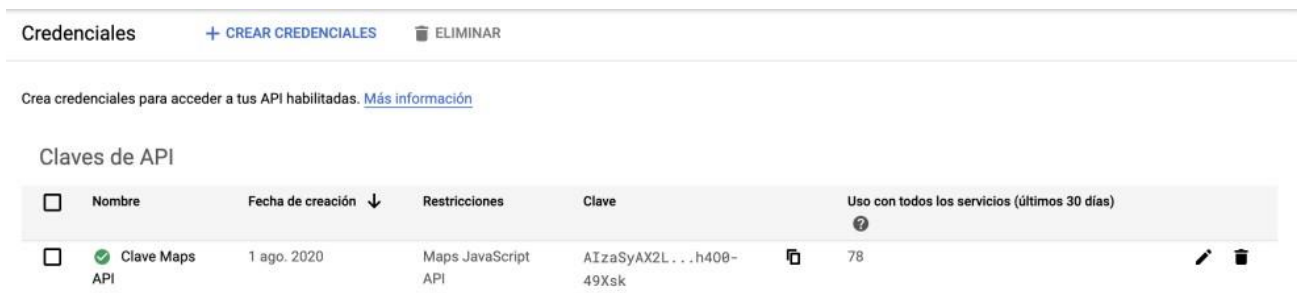 Credenciales + CREAR CREDENCIALES ELIMINAR
Crea credenciales para acceder a tus API habilitadas. Más información
Claves de API
Nombre Fecha de creación Restricciones Clave Uso con todos los servicios (últimos 30 días)
Clave Maps 1 ago. 2020 Maps JavaScript AIzaSyAX2L...h4O0- 78
API API 49Xsk